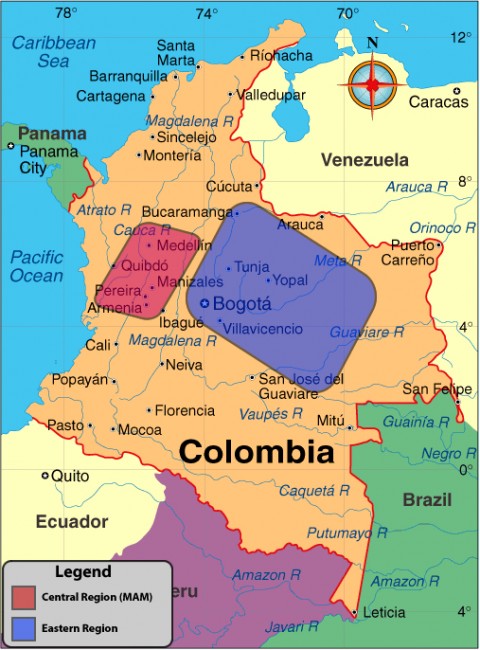 78°
74°
70°
12°
Caribbean
Sea
Santa
Marta
Ríohacha
N
Barranquilla
Cartagena
Valledupar
Caracas
Magdalena R
Panama
Panama
City
Sincelejo
Montería
Venezuela
8°
Cúcuta
Arauca R
Atrato R
Bucaramanga
Arauca
Orinoco R
Cauca R
Medellín
Puerto
Carreño
Pacific
Ocean
Quibdó
Tunja
Meta R
Manizales
Yopal
Pereira
Armenia
Bogotá
Ibagué
Villavicencio
4°
Guaviare R
Cali
Magdalena R
Neiva
Popayán
San José del
Guaviare
San Felipe
Florencia
Vaupés R
Mitú
Guainía R
Pasto
Mocoa
Colombia
Negro R
0°
Quito
Caquetá R
Brazil
Ecuador
Putumayo R
Legend
Amazon R
Amazon R
Central Region (MAM)
eru
Eastern Region
Leticia
4°
Javari R